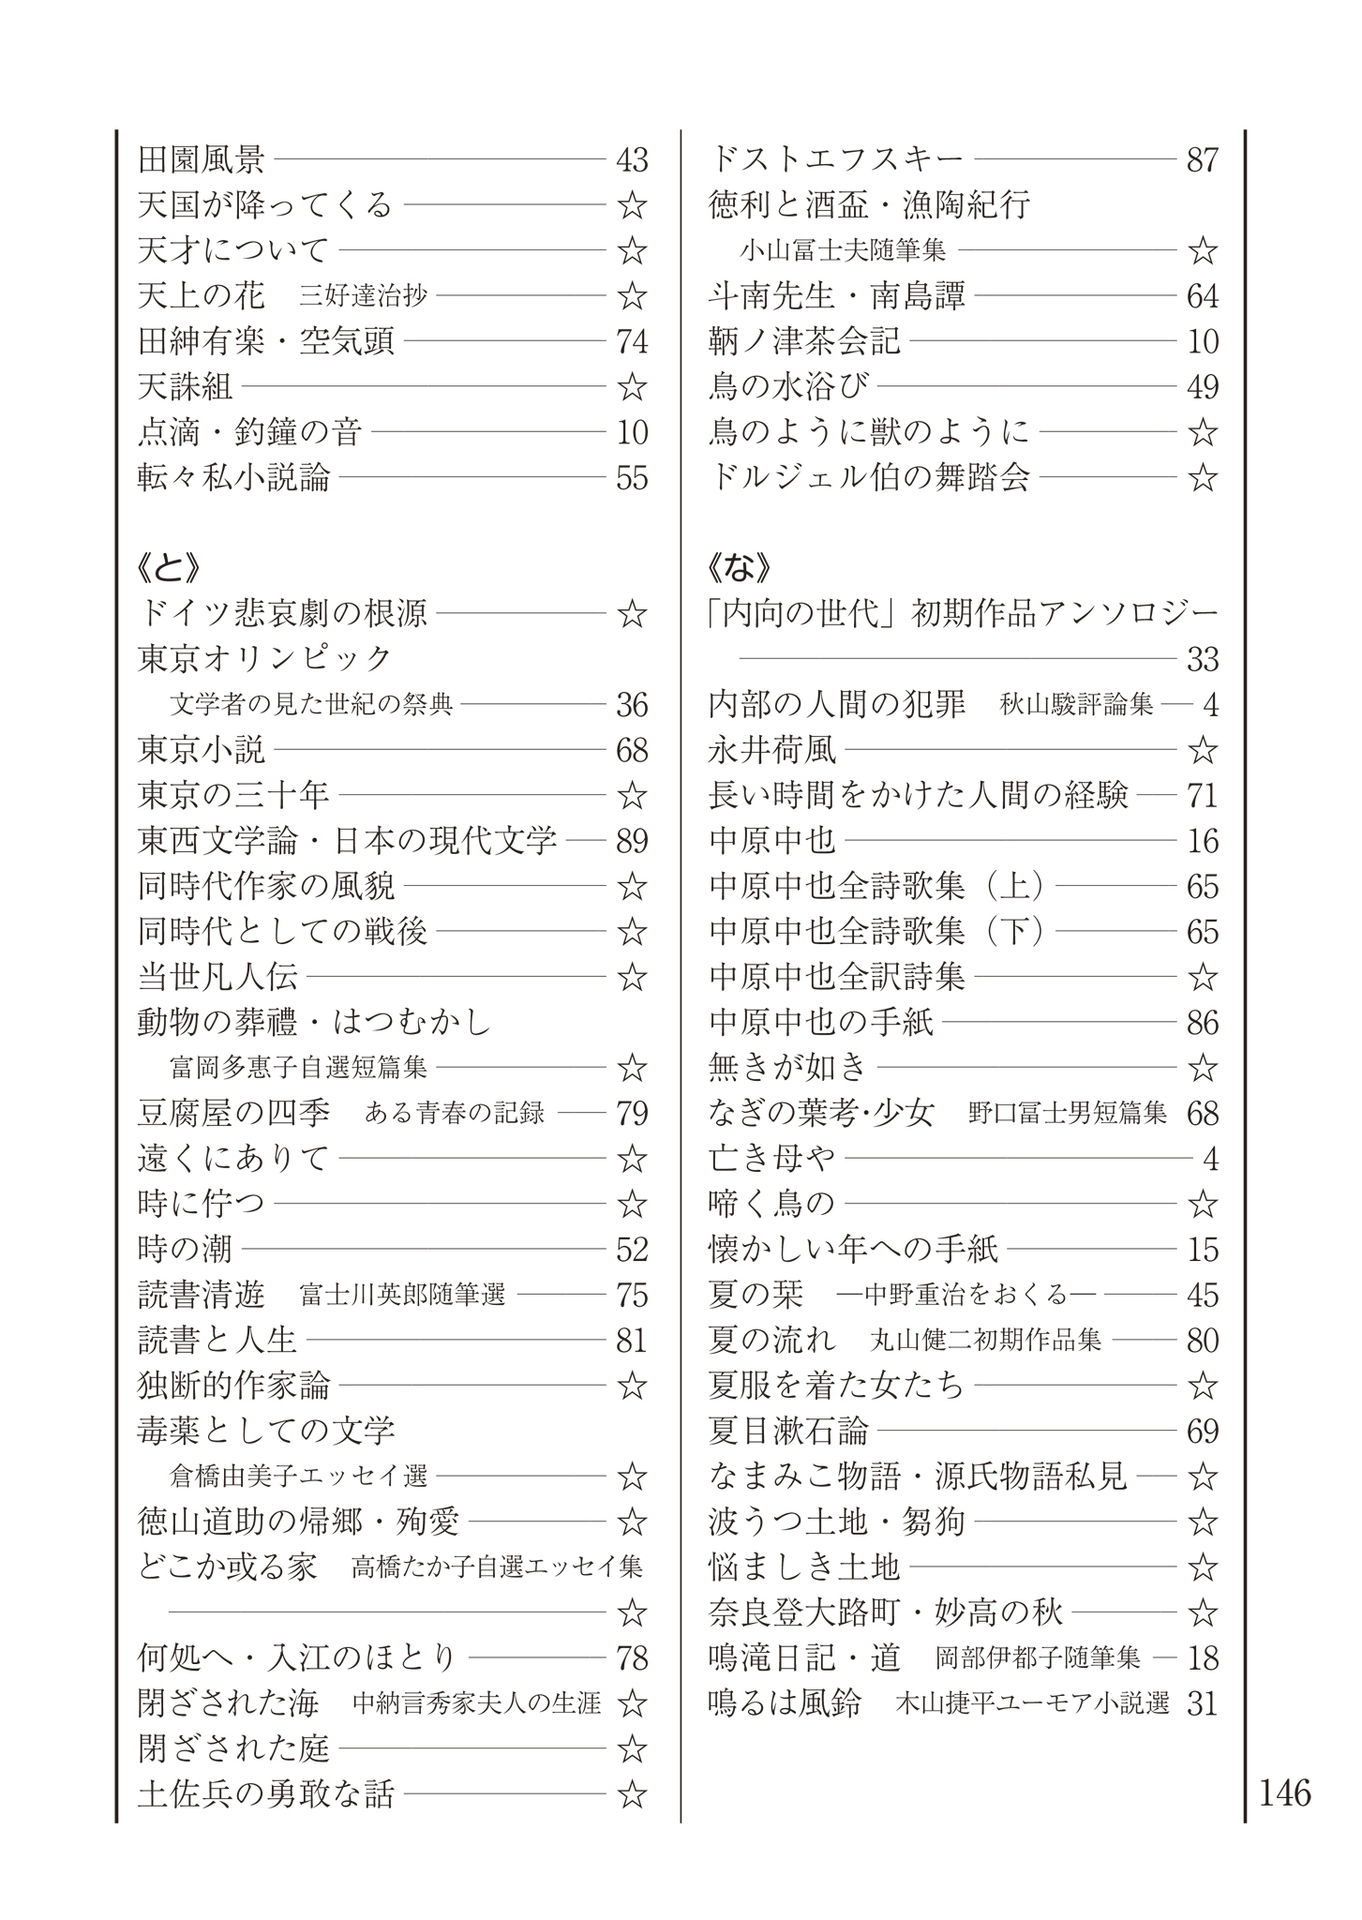 田園風景 43
天国が降ってくる ☆
天才について ☆
天上の花　三好達治抄 ☆
田紳有楽・空気頭 74
天誅組 ☆
点滴・釣鐘の音 10
転々私小説論 55
《と》
ドイツ悲哀劇の根源 ☆
東京オリンピック
文学者の見た世紀の祭典 36
東京小説 68
東京の三十年 ☆
東西文学論・日本の現代文学 89
同時代作家の風貌 ☆
同時代としての戦後 ☆
当世凡人伝 ☆
動物の葬禮・はつむかし
富岡多惠子自選短篇集 ☆
豆腐屋の四季　ある青春の記録 79
遠くにありて ☆
時に佇つ ☆
時の潮 52
読書清遊　富士川英郎随筆選 75
読書と人生 81
独断的作家論 ☆
毒薬としての文学
倉橋由美子エッセイ選 ☆
徳山道助の帰郷・殉愛 ☆
どこか或る家　高橋たか子自選エッセイ集
☆
何処へ・入江のほとり 78
閉ざされた海　中納言秀家夫人の生涯 ☆
閉ざされた庭 ☆
土佐兵の勇敢な話 ☆
ドストエフスキー 87
徳利と酒盃・漁陶紀行
小山冨士夫随筆集 ☆
斗南先生・南島譚 64
鞆ノ津茶会記 10
鳥の水浴び 49
鳥のように獣のように ☆
ドルジェル伯の舞踏会 ☆
《な》
「内向の世代」初期作品アンソロジー
33
内部の人間の犯罪　秋山駿評論集 4
永井荷風 ☆
長い時間をかけた人間の経験 71
中原中也 16
中原中也全詩歌集（上） 65
中原中也全詩歌集（下） 65
中原中也全訳詩集 ☆
中原中也の手紙 86
無きが如き ☆
なぎの葉考・少女　野口冨士男短篇集 68
亡き母や 4
啼く鳥の ☆
懐かしい年への手紙 15
夏の栞　―中野重治をおくる― 45
夏の流れ　丸山健二初期作品集 80
夏服を着た女たち ☆
夏目漱石論 69
なまみこ物語・源氏物語私見 ☆
波うつ土地・芻狗 ☆
悩ましき土地 ☆
奈良登大路町・妙高の秋 ☆
鳴滝日記・道　岡部伊都子随筆集 18
鳴るは風鈴　木山捷平ユーモア小説選 31
146